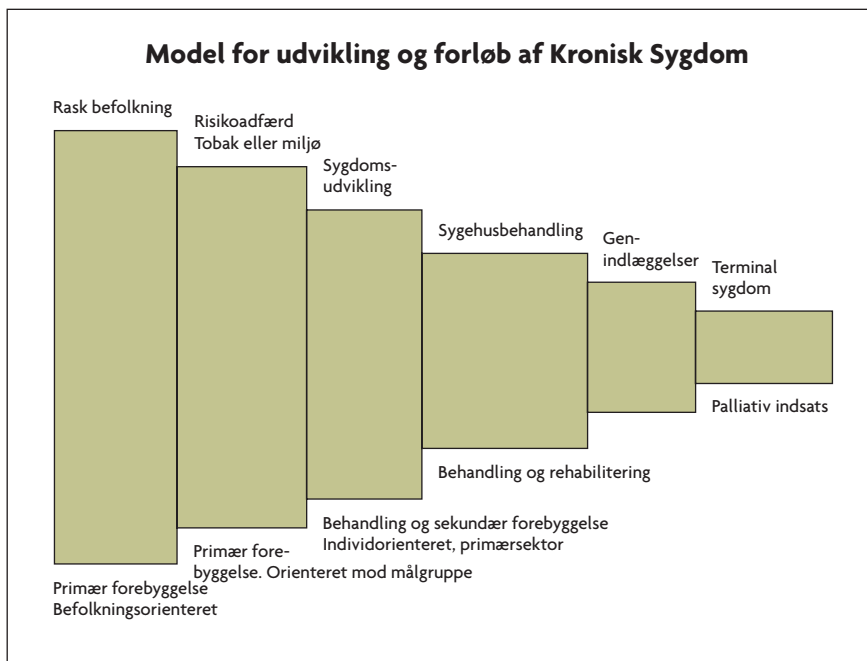 Model for udvikling og forløb af Kronisk Sygdom
Rask befolkning
Risikoadfærd
Tobak eller miljø
Sygdoms-
udvikling
Sygehusbehandling
Gen-
indlæggelser
Terminal
sygdom
Palliativ indsats
Behandling og rehabilitering
Behandling og sekundær forebyggelse
Individorienteret, primærsektor
Primær fore-
byggelse. Orienteret mod målgruppe
Primær forebyggelse
Befolkningsorienteret